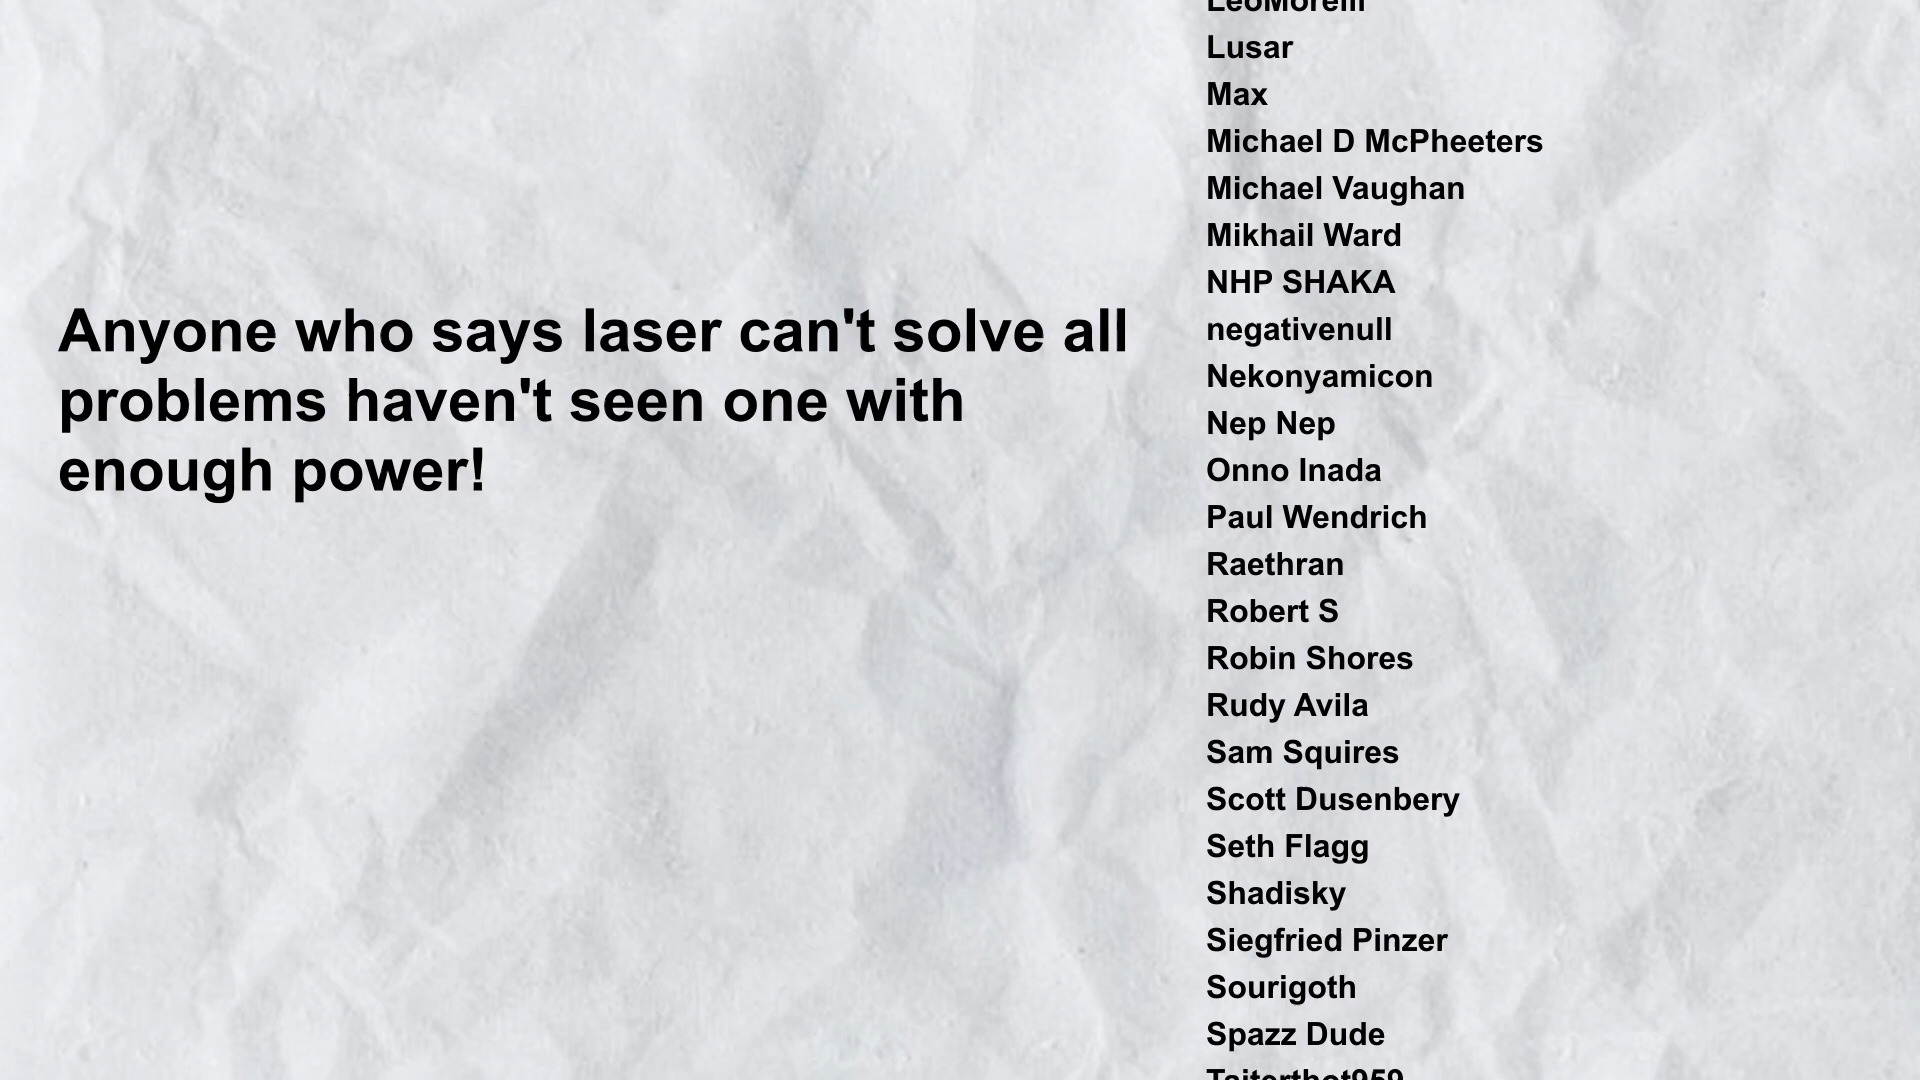 Anyone who says laser can't solve all
problems haven't seen one with
enough power!
LeoMorelli
Lusar
Max
Michael D McPheeters
Michael Vaughan
Mikhail Ward
NHP SHAKA
negativenull
Nekonyamicon
Nep Nep
Onno Inada
Paul Wendrich
Raethran
Robert S
Robin Shores
Rudy Avila
Sam Squires
Scott Dusenbery
Seth Flagg
Shadisky
Siegfried Pinzer
Sourigoth
Spazz Dude